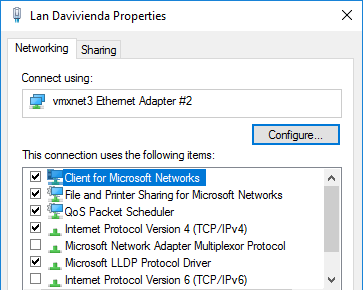 Lan Davivienda Properties
Networking
Sharing
Connect using:
vmxnet3 Ethernet Adapter #2
Configure...
This connection uses the following items:
Client for Microsoft Networks
File and Printer Sharing for Microsoft Networks
QoS Packet Scheduler
Internet Protocol Version 4 (TCP/IPv4)
Microsoft Network Adapter Multiplexor Protocol
Microsoft LLDP Protocol Driver
Internet Protocol Version 6 (TCP/IPv6)